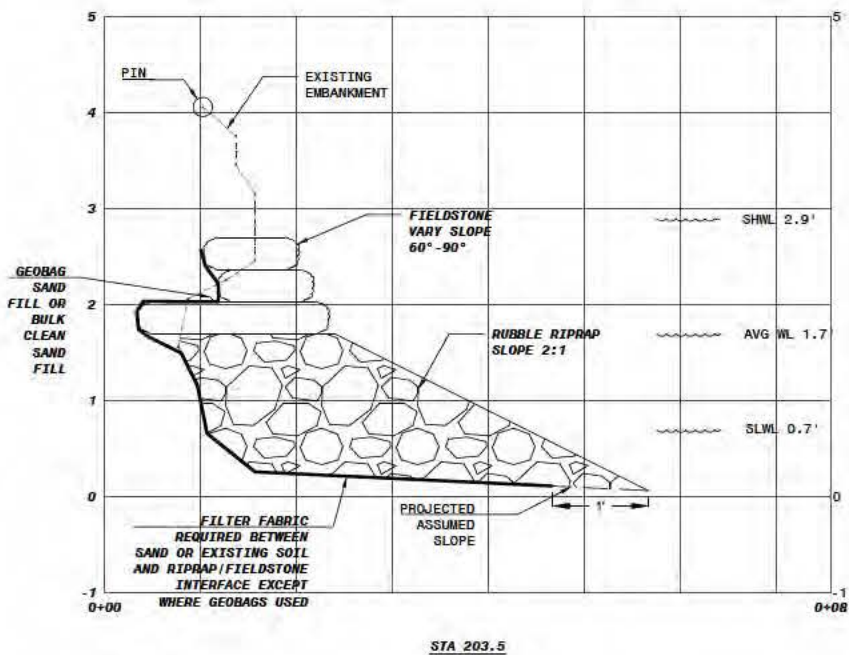 5
5
PIN
EXISTING
EMBANKMENT
4
3
FIELDSTONE
VARY SLOPE
60°-90°
SHWL 2.9'
GEOBAG
SAND
FILL OR
BULK
CLEAN
SAND
FILL
2
RUBBLE RIPRAP
SLOPE 2:1
AVG WL 1.7'
1
SLWL 0.7'
0
0
PROJECTED
ASSUMED
SLOPE
1'
FILTER FABRIC
REQUIRED BETWEEN
SAND OR EXISTING SOIL
AND RIPRAP/FIELDSTONE
INTERFACE EXCEPT
WHERE GEOBAGS USED
-1
-1
0+00
0+08
STA 203.5